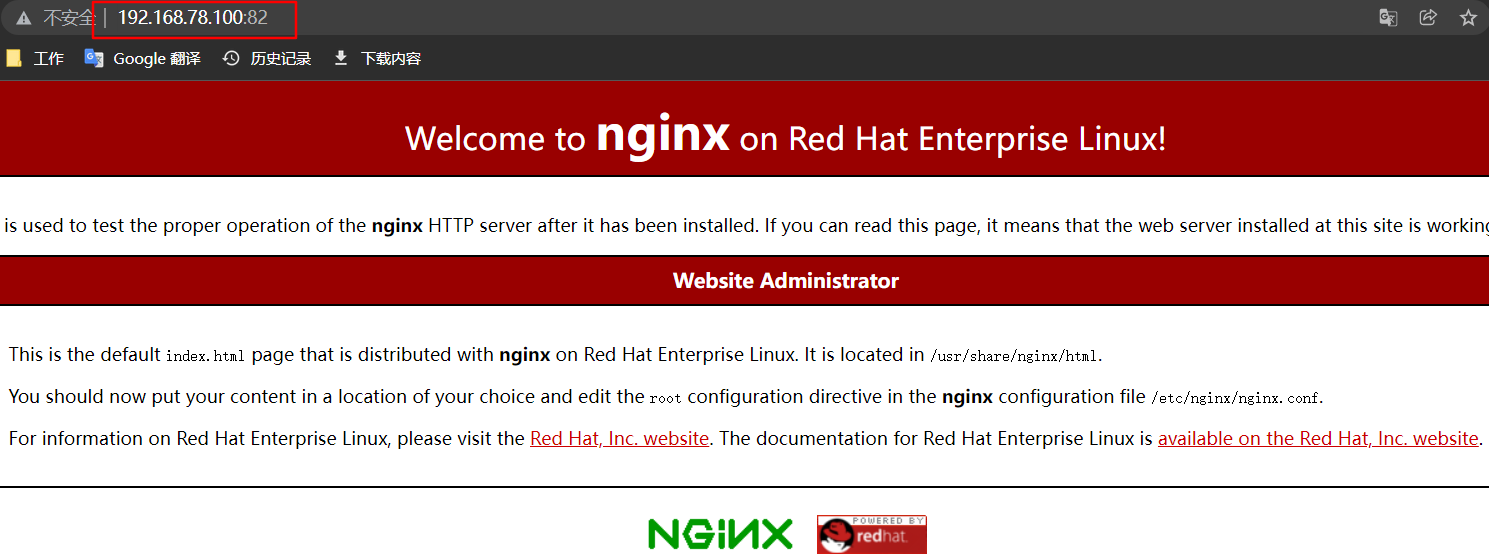 不安全 | 192.168.78.100:82
工作 Google 翻译 历史记录 下载内容
Welcome to nginx on Red Hat Enterprise Linux!
is used to test the proper operation of the nginx HTTP server after it has been installed. If you can read this page, it means that the web server installed at this site is working
Website Administrator
This is the default index.html page that is distributed with nginx on Red Hat Enterprise Linux. It is located in /usr/share/nginx/html.
You should now put your content in a location of your choice and edit the root configuration directive in the nginx configuration file /etc/nginx/nginx.conf.
For information on Red Hat Enterprise Linux, please visit the Red Hat, Inc. website. The documentation for Red Hat Enterprise Linux is available on the Red Hat, Inc. website.
NGINX POWERED BY
redhat.